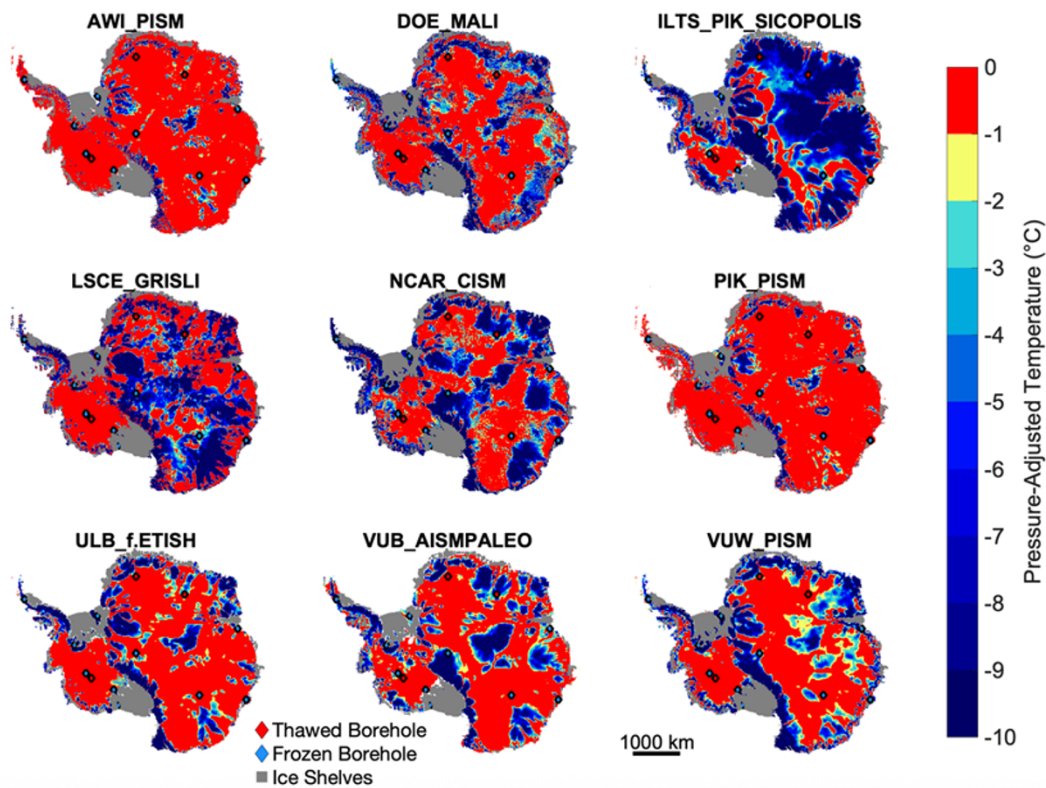 AWI_PISM
DOE_MALI
ILTS_PIK_SICOPOLIS
LSCE_GRISLI
NCAR_CISM
PIK_PISM
ULB_f.ETISH
VUB_AISMPALEO
VUW_PISM
Thawed Borehole
Frozen Borehole
Ice Shelves
1000 km
0
-1
-2
-3
-4
-5
-6
-7
-8
-9
-10
Pressure-Adjusted Temperature (°C)